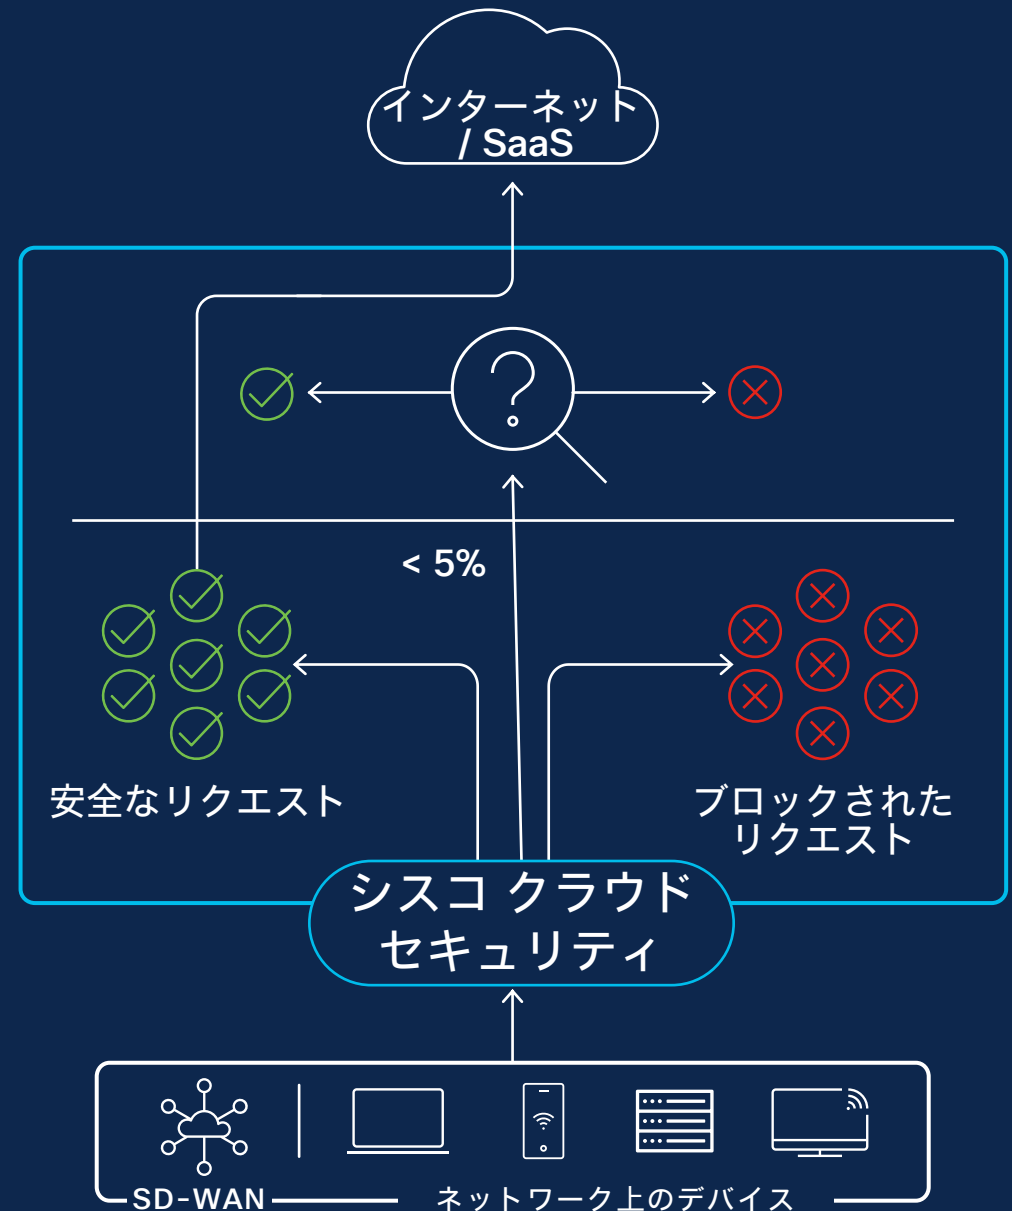 インターネット
/ SaaS
< 5%
安全なリクエスト
ブロックされた
リクエスト
シスコ クラウド
セキュリティ
SD-WAN
ネットワーク上のデバイス